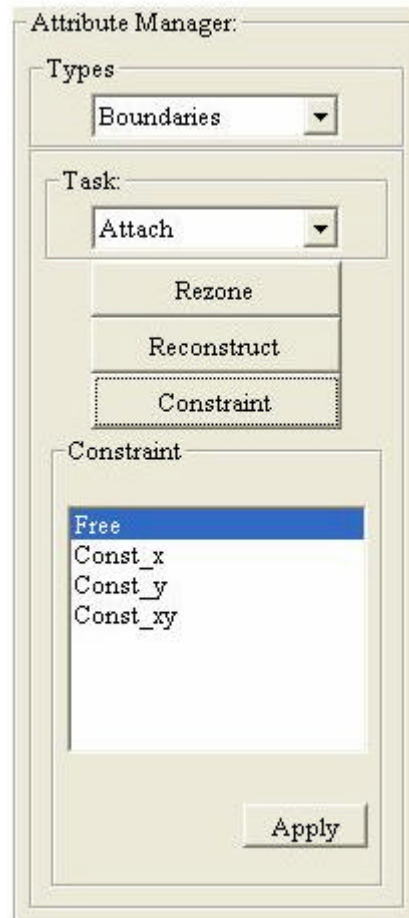 Attribute Manager:
Types
Boundaries
Task:
Attach
Rezone
Reconstruct
Constraint
Constraint
Free
Const_x
Const_y
Const_xy
Apply